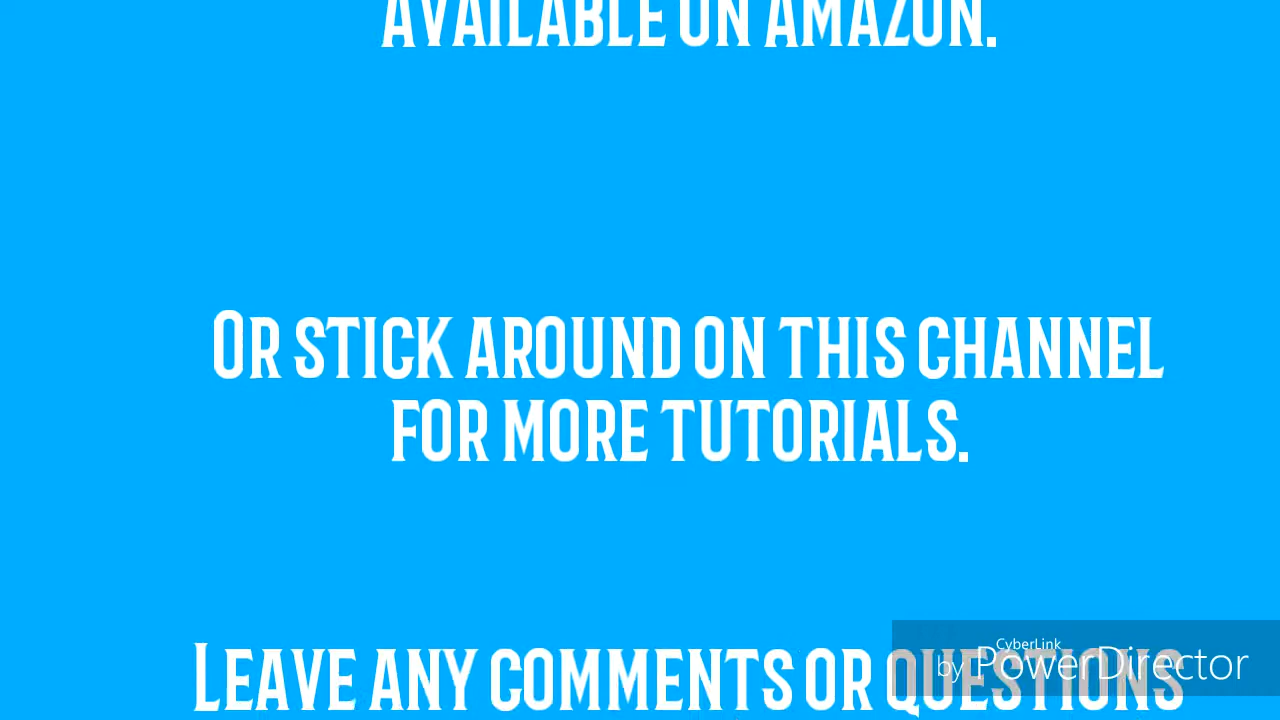 Available on Amazon.
Or stick around on this channel
for more tutorials.
Leave any comments or questions
CyberLink
by PowerDirector